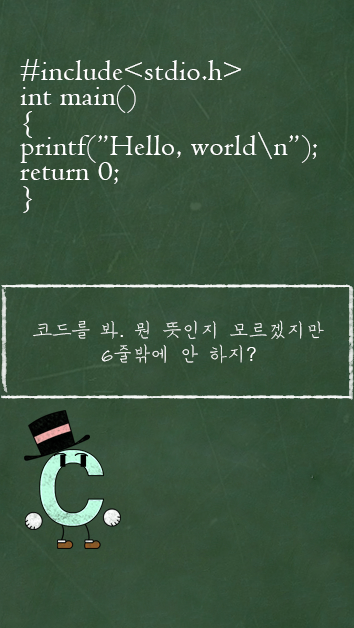 #include<stdio.h>
int main()
{
printf("Hello, world\n");
return 0;
}
코드를 봐. 뭔 뜻인지 모르겠지만
6줄밖에 안 하지?
C